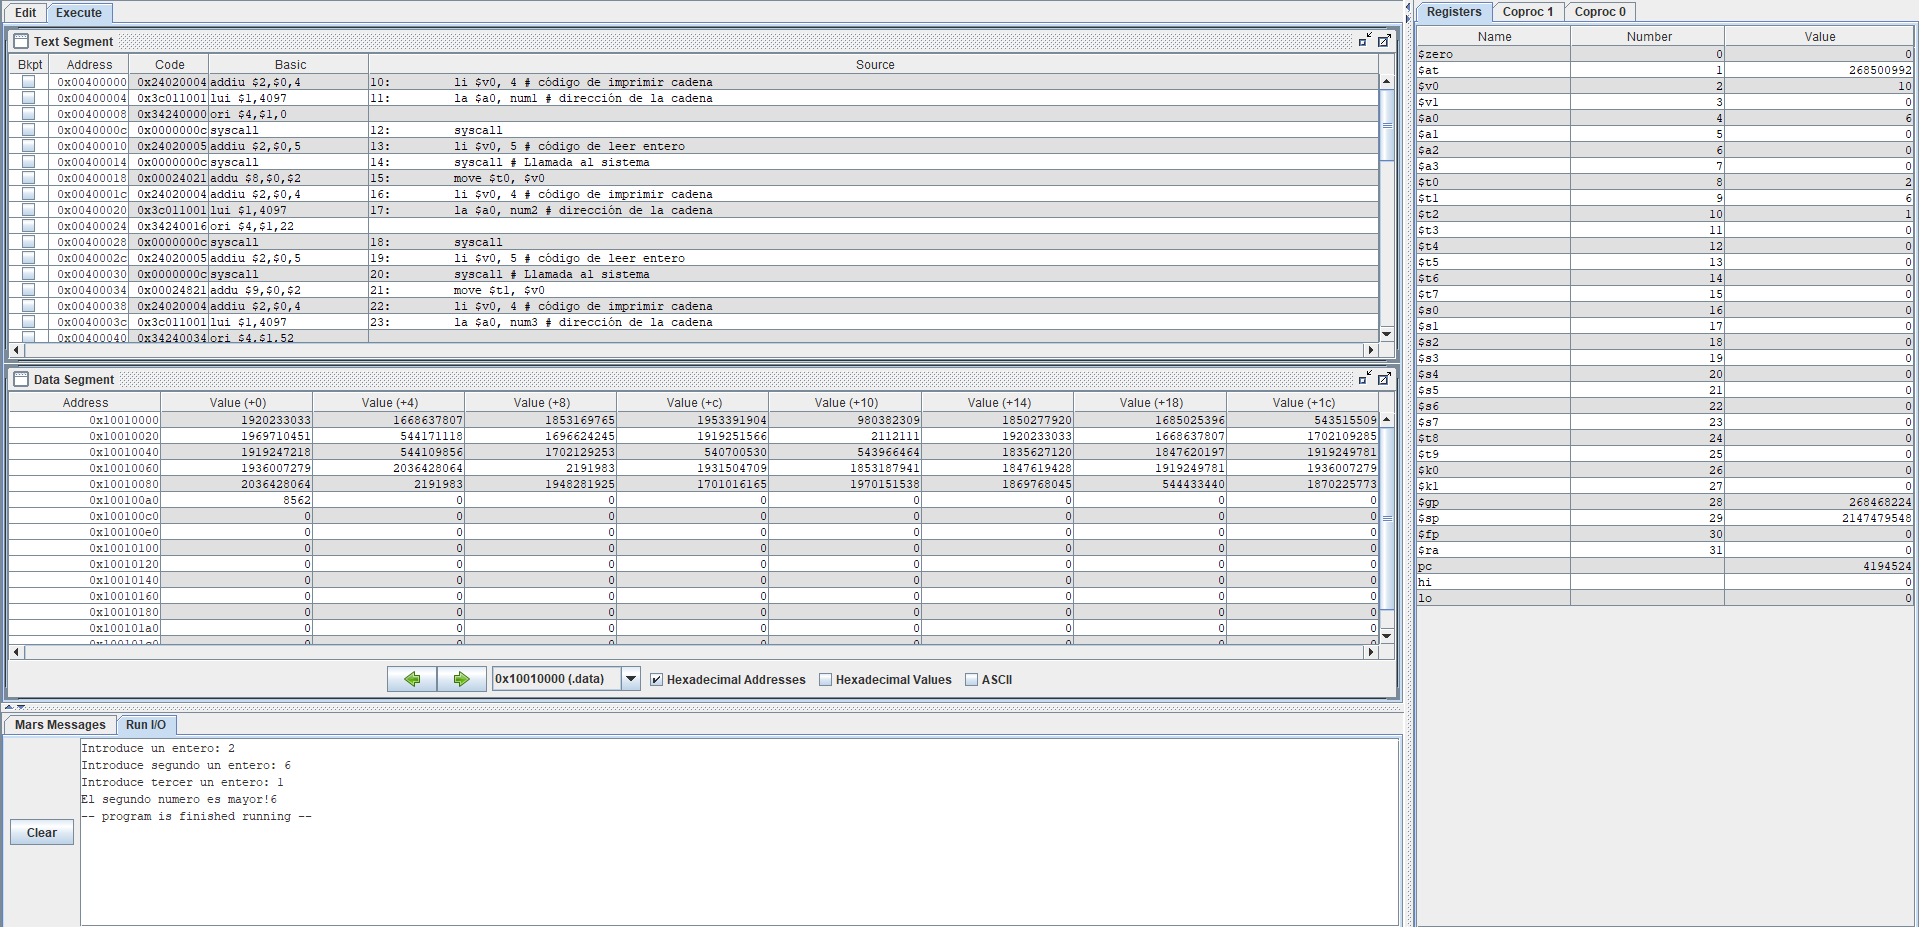 Edit Execute
Text Segment
Bkpt Address Code Basic Source
0x00400000 0x24020004 addiu $2,$0,4 10: li $v0, 4 # código de imprimir cadena
0x00400004 0x3c011001 lui $1,4097 11: la $a0, num1 # dirección de la cadena
0x00400008 0x34240000 ori $4,$1,0
0x0040000c 0x0000000c syscall 12: syscall
0x00400010 0x24020005 addiu $2,$0,5 13: li $v0, 5 # código de leer entero
0x00400014 0x0000000c syscall 14: syscall # Llamada al sistema
0x00400018 0x00024021 addu $8,$0,$2 15: move $t0, $v0
0x0040001c 0x24020004 addiu $2,$0,4 16: li $v0, 4 # código de imprimir cadena
0x00400020 0x3c011001 lui $1,4097 17: la $a0, num2 # dirección de la cadena
0x00400024 0x34240016 ori $4,$1,22
0x00400028 0x0000000c syscall 18: syscall
0x0040002c 0x24020005 addiu $2,$0,5 19: li $v0, 5 # código de leer entero
0x00400030 0x0000000c syscall 20: syscall # Llamada al sistema
0x00400034 0x00024821 addu $9,$0,$2 21: move $t1, $v0
0x00400038 0x24020004 addiu $2,$0,4 22: li $v0, 4 # código de imprimir cadena
0x0040003c 0x3c011001 lui $1,4097 23: la $a0, num3 # dirección de la cadena
0x00400040 0x34240034 ori $4,$1,52
Data Segment
Address Value (+0) Value (+4) Value (+8) Value (+c) Value (+10) Value (+14) Value (+18) Value (+1c)
0x10010000 1920233033 1668637807 1853169765 1953391904 980382309 1850277920 1685025396 543515509
0x10010020 1969710451 544171118 1696624245 1919251566 2112111 1920233033 1668637807 1702109285
0x10010040 1919247218 544109856 1702129253 540700530 543966464 1835627120 1847620197 1919249781
0x10010060 1936007279 2036428064 2191983 1931504709 1853187941 1847619428 1919249781 1936007279
0x10010080 2036428064 2191983 1948281925 1701016165 1970151538 1869768045 544433440 1870225773
0x100100a0 8562 0 0 0 0 0 0 0
0x100100c0 0 0 0 0 0 0 0 0
0x100100e0 0 0 0 0 0 0 0 0
0x10010100 0 0 0 0 0 0 0 0
0x10010120 0 0 0 0 0 0 0 0
0x10010140 0 0 0 0 0 0 0 0
0x10010160 0 0 0 0 0 0 0 0
0x10010180 0 0 0 0 0 0 0 0
0x100101a0 0 0 0 0 0 0 0 0
0x100101c0 0 0 0 0 0 0 0 0
0x10010000 (.data) Hexadecimal Addresses Hexadecimal Values ASCII
Mars Messages Run I/O
Clear
Introduce un entero: 2
Introduce segundo un entero: 6
Introduce tercer un entero: 1
El segundo numero es mayor!6
-- program is finished running --
Registers Coproc 1 Coproc 0
Name Number Value
$zero 0 0
$at 1 268500992
$v0 2 10
$v1 3 0
$a0 4 6
$a1 5 0
$a2 6 0
$a3 7 0
$t0 8 2
$t1 9 6
$t2 10 1
$t3 11 0
$t4 12 0
$t5 13 0
$t6 14 0
$t7 15 0
$s0 16 0
$s1 17 0
$s2 18 0
$s3 19 0
$s4 20 0
$s5 21 0
$s6 22 0
$s7 23 0
$t8 24 0
$t9 25 0
$k0 26 0
$k1 27 0
$gp 28 268468224
$sp 29 2147479548
$fp 30 0
$ra 31 0
pc 4194524
hi 0
lo 0